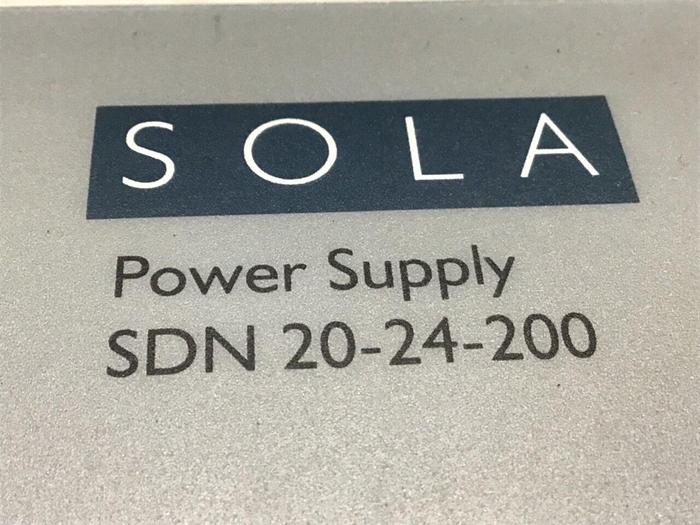 SOLA
Power Supply
SDN 20-24-200